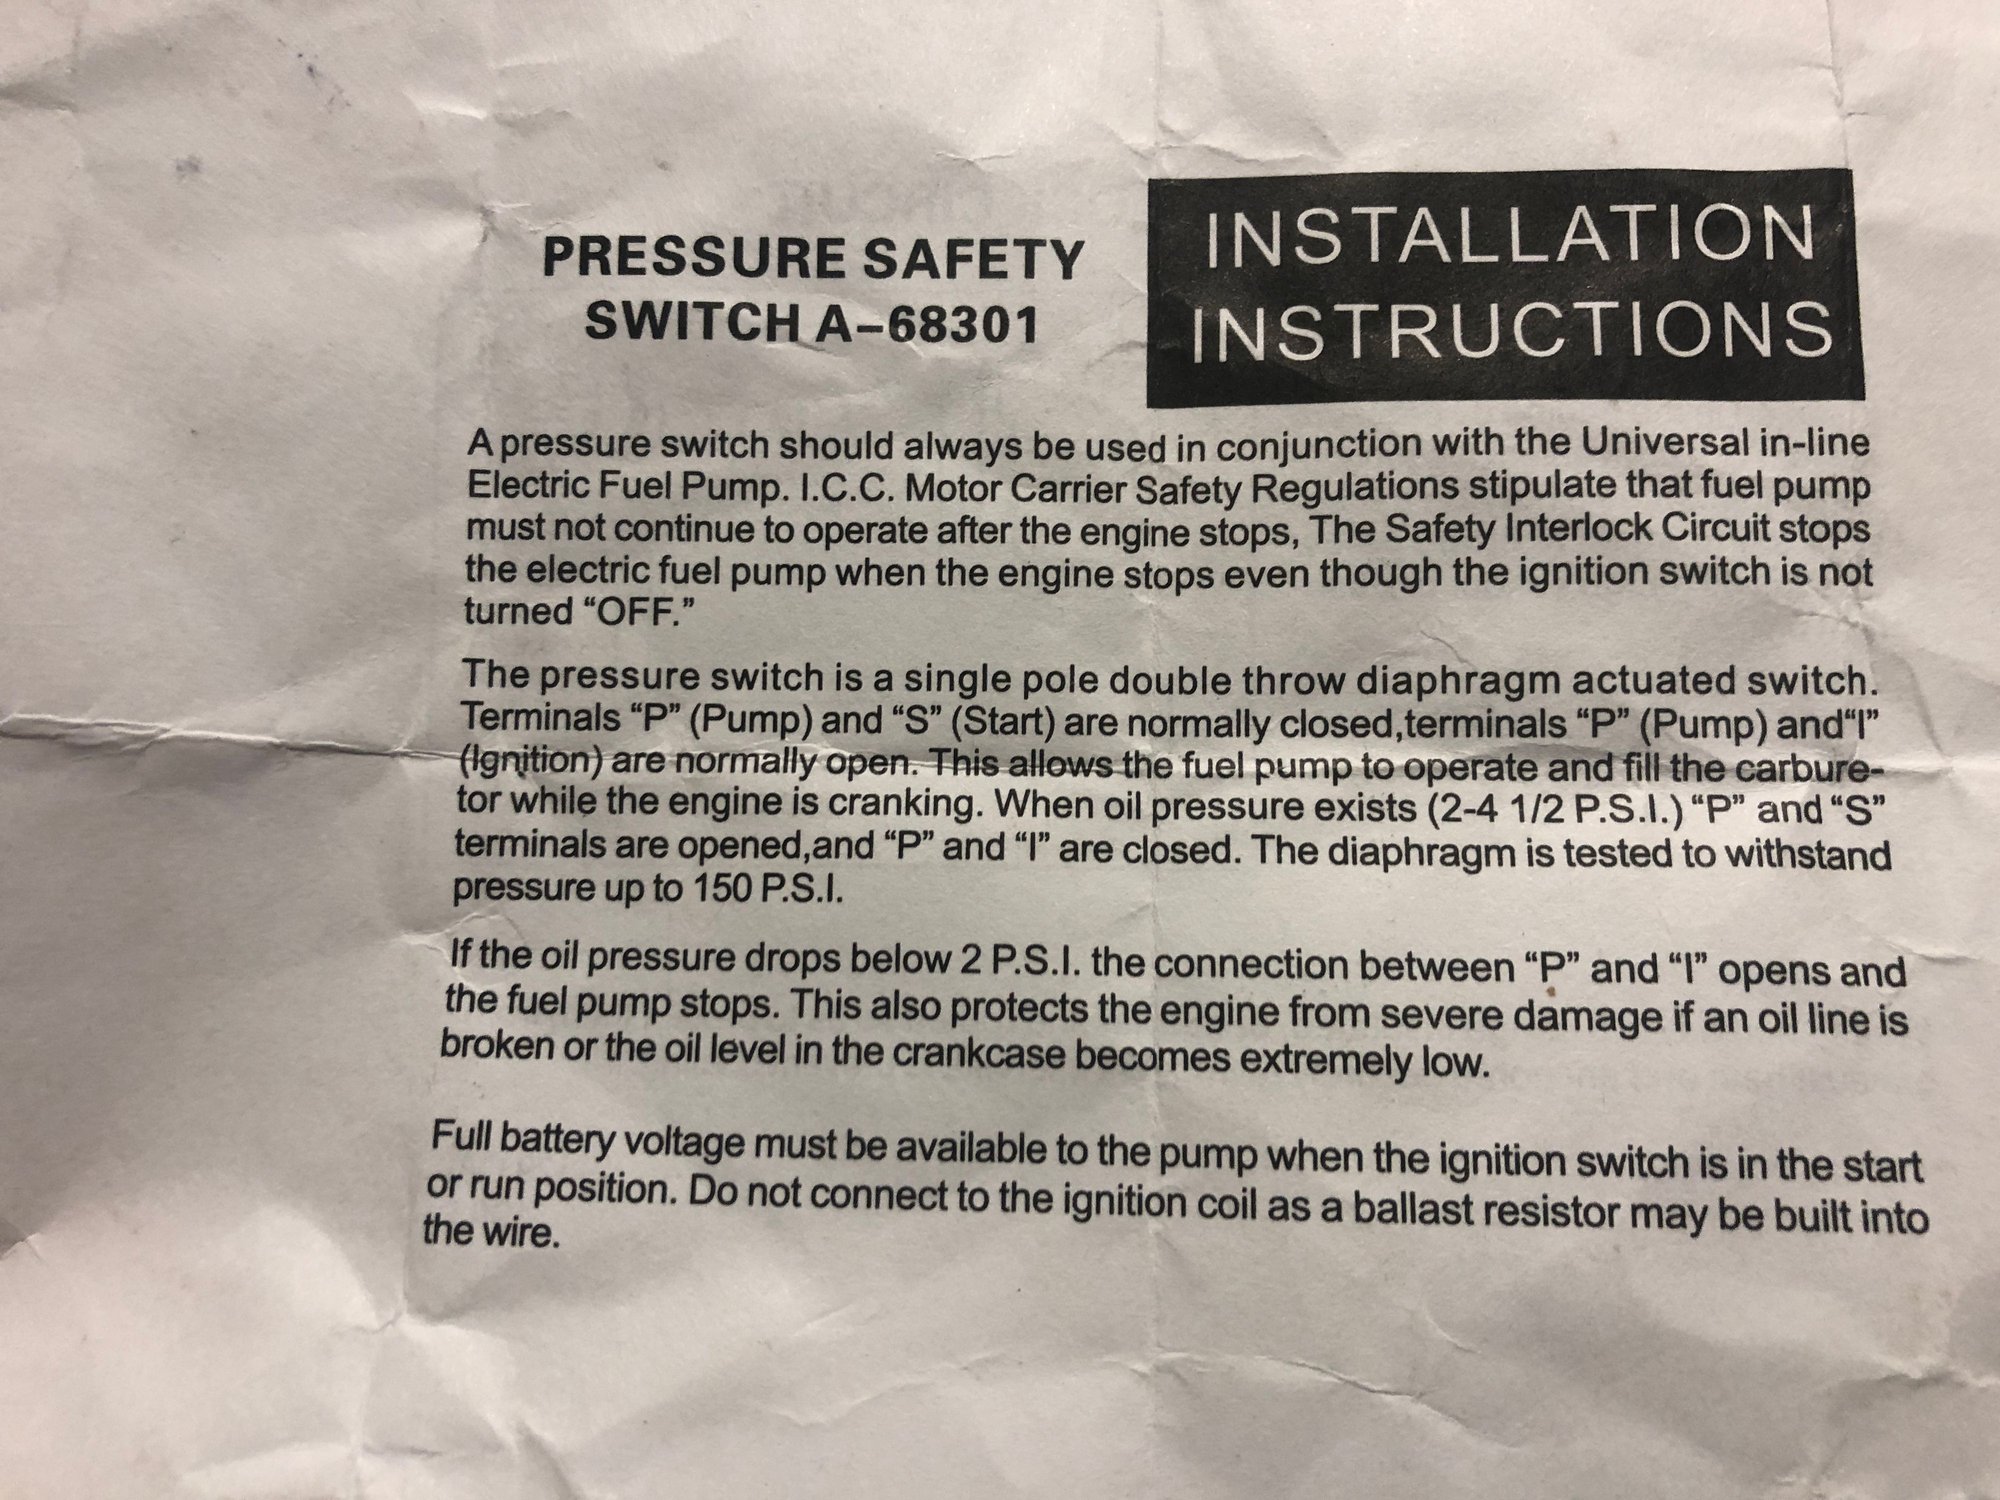 PRESSURE SAFETY
SWITCH A–68301
INSTALLATION
INSTRUCTIONS
A pressure switch should always be used in conjunction with the Universal in-line
Electric Fuel Pump. I.C.C. Motor Carrier Safety Regulations stipulate that fuel pump
must not continue to operate after the engine stops, The Safety Interlock Circuit stops
the electric fuel pump when the engine stops even though the ignition switch is not
turned “OFF.”
The pressure switch is a single pole double throw diaphragm actuated switch.
Terminals “P” (Pump) and “S” (Start) are normally closed,terminals “P” (Pump) and“I”
(Ignition) are normally open. This allows the fuel pump to operate and fill the carbure-
tor while the engine is cranking. When oil pressure exists (2-4 1/2 P.S.I.) “P” and “S”
terminals are opened,and “P” and “I” are closed. The diaphragm is tested to withstand
pressure up to 150 P.S.I.
If the oil pressure drops below 2 P.S.I. the connection between “P” and “I” opens and
the fuel pump stops. This also protects the engine from severe damage if an oil line is
broken or the oil level in the crankcase becomes extremely low.
Full battery voltage must be available to the pump when the ignition switch is in the start
or run position. Do not connect to the ignition coil as a ballast resistor may be built into
the wire.